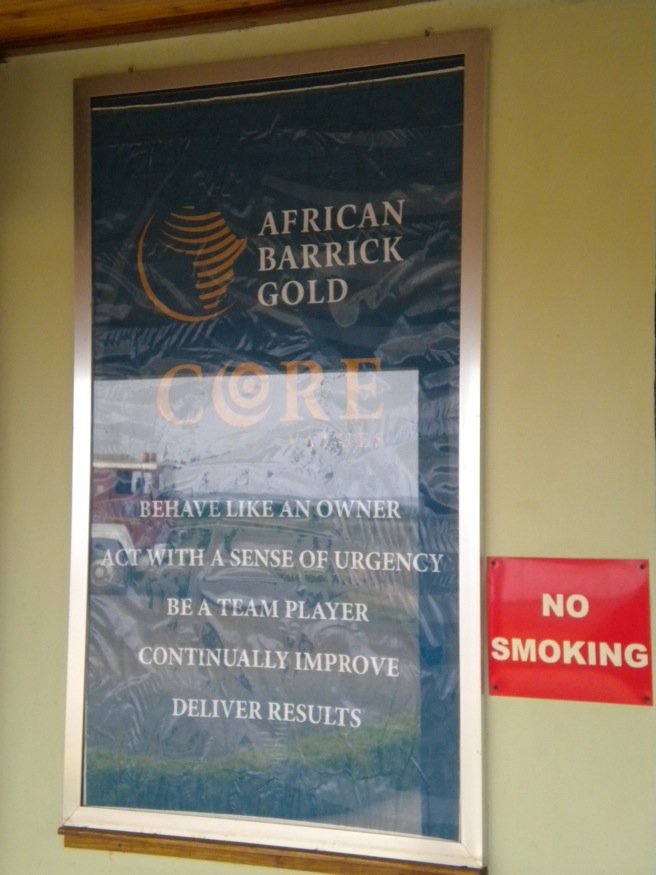 AFRICAN
BARRICK
GOLD
CORE
VALUES
BEHAVE LIKE AN OWNER
ACT WITH A SENSE OF URGENCY
BE A TEAM PLAYER
CONTINUALLY IMPROVE
DELIVER RESULTS
NO
SMOKING